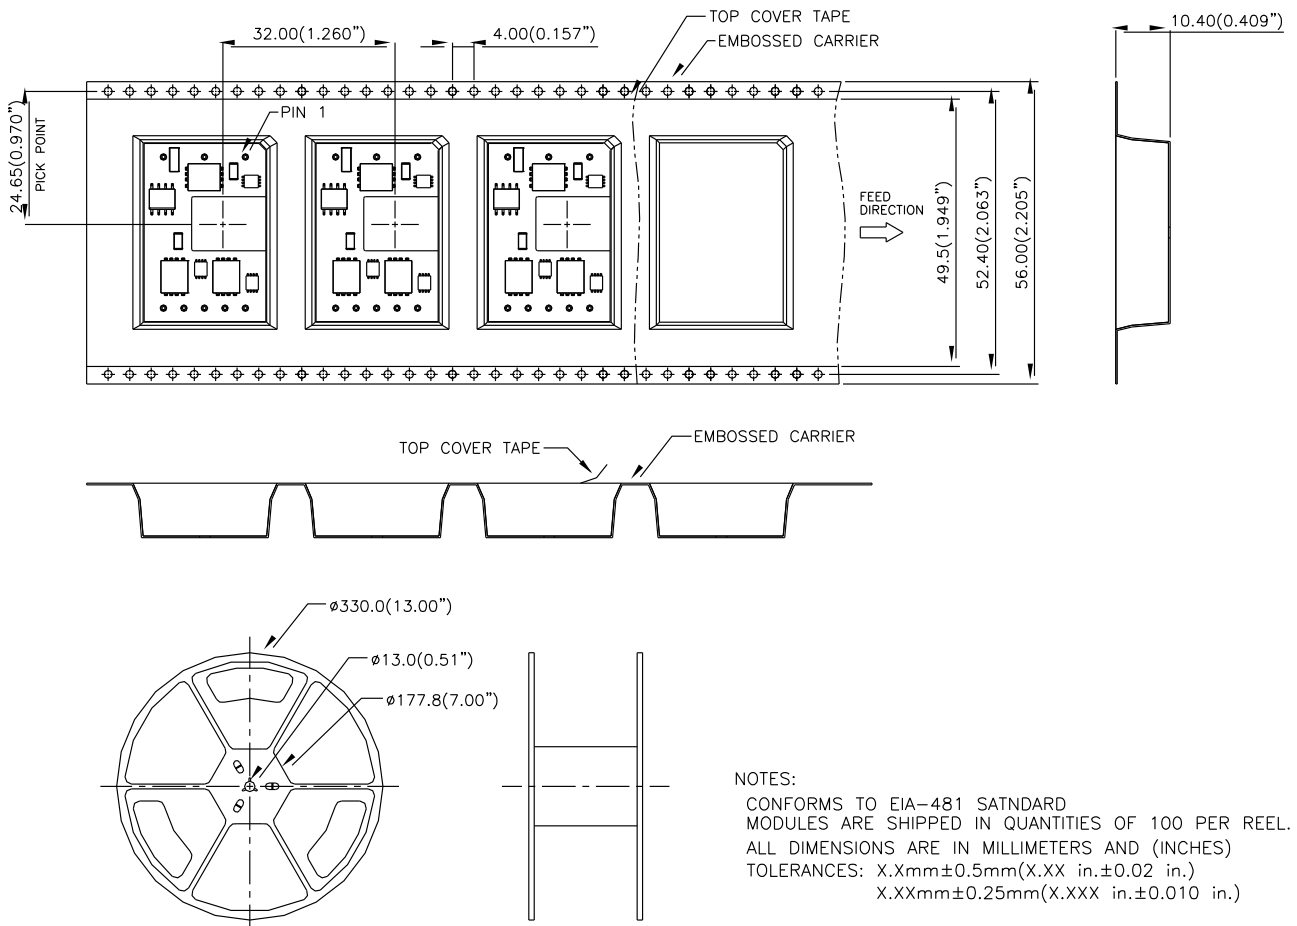 TOP COVER TAPE
EMBOSSED CARRIER
32.00(1.260”)
4.00(0.157”)
10.40(0.409”)
PIN 1
24.65(0.970”)
PICK POINT
FEED
DIRECTION
49.5(1.949”)
52.40(2.063”)
56.00(2.205”)
TOP COVER TAPE
EMBOSSED CARRIER
ø330.0(13.00”)
ø13.0(0.51”)
ø177.8(7.00”)
NOTES:
CONFORMS TO EIA-481 SATNDARD
MODULES ARE SHIPPED IN QUANTITIES OF 100 PER REEL.
ALL DIMENSIONS ARE IN MILLIMETERS AND (INCHES)
TOLERANCES: X.Xmm±0.5mm(X.XX in.±0.02 in.)
X.XXmm±0.25mm(X.XXX in.±0.010 in.)